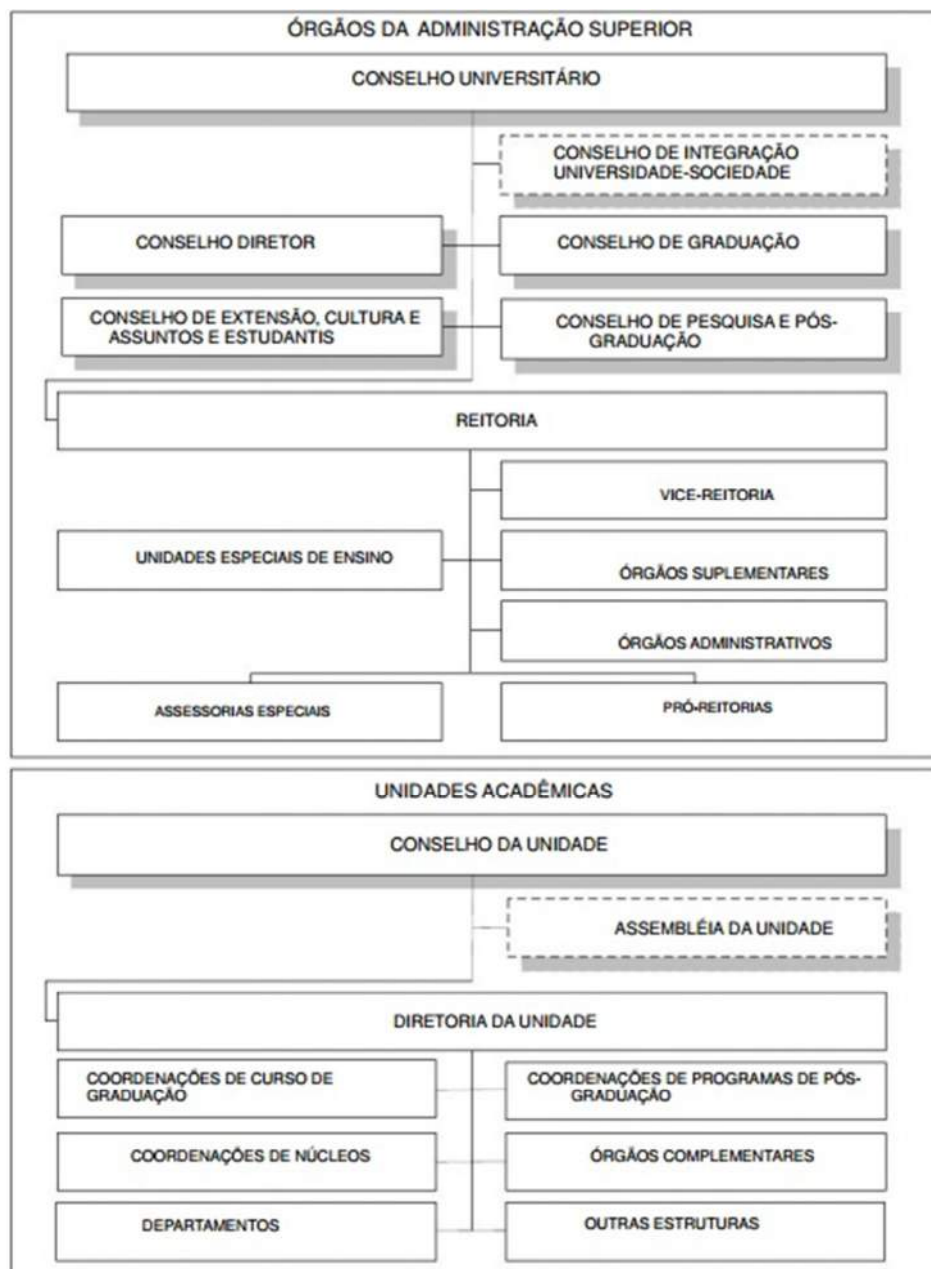 ÓRGÃOS DA ADMINISTRAÇÃO SUPERIOR
CONSELHO UNIVERSITÁRIO
CONSELHO DE INTEGRAÇÃO
UNIVERSIDADE-SOCIEDADE
CONSELHO DIRETOR
CONSELHO DE GRADUAÇÃO
CONSELHO DE EXTENSÃO, CULTURA E
ASSUNTOS E ESTUDANTIS
CONSELHO DE PESQUISA E PÓS-
GRADUAÇÃO
REITORIA
VICE-REITORIA
UNIDADES ESPECIAIS DE ENSINO
ÓRGÃOS SUPLEMENTARES
ÓRGÃOS ADMINISTRATIVOS
ASSESSORIAS ESPECIAIS
PRÓ-REITORIAS
UNIDADES ACADÊMICAS
CONSELHO DA UNIDADE
ASSEMBLÉIA DA UNIDADE
DIRETORIA DA UNIDADE
COORDENAÇÕES DE CURSO DE
GRADUAÇÃO
COORDENAÇÕES DE PROGRAMAS DE PÓS-
GRADUAÇÃO
COORDENAÇÕES DE NÚCLEOS
ÓRGÃOS COMPLEMENTARES
DEPARTAMENTOS
OUTRAS ESTRUTURAS